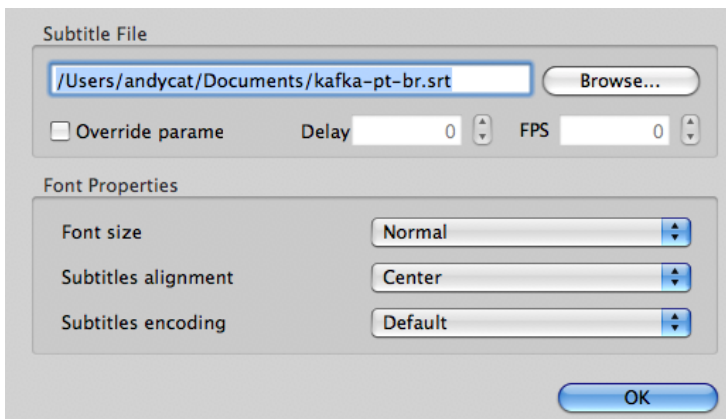 Subtitle File
/Users/andycat/Documents/kafka-pt-br.srt Browse...
Override parame Delay 0 FPS 0
Font Properties
Font size Normal
Subtitles alignment Center
Subtitles encoding Default
OK